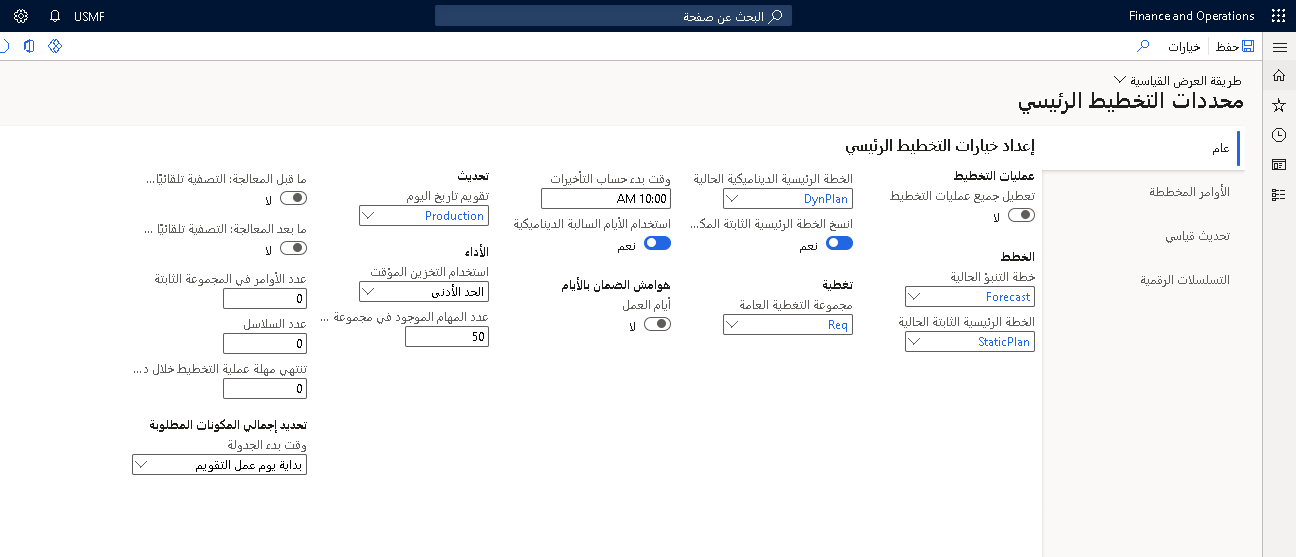 Finance and Operations
البحث عن صفحة
USMF
حفظ
خيارات
طريقة العرض القياسية
محددات التخطيط الرئيسي
عام
الأوامر المخططة
تحديث قياسي
التسلسلات الرقمية
إعداد خيارات التخطيط الرئيسي
عمليات التخطيط
تعطيل جميع عمليات التخطيط
لا
الخطط
خطة التنبؤ الحالية
Forecast
الخطة الرئيسية الثابتة الحالية
StaticPlan
الخطة الرئيسية الديناميكية الحالية
DynPlan
انسخ الخطة الرئيسية الثابتة المك...
نعم
تغطية
مجموعة التغطية العامة
Req
وقت بدء حساب التأخيرات
10:00 AM
استخدام الأيام السالبة الديناميكية
نعم
هوامش الضمان بالأيام
أيام العمل
لا
تحديث
تقويم تاريخ اليوم
Production
الأداء
استخدام التخزين المؤقت
الحد الأدنى
عدد المهام الموجود في مجموعة ...
50
ما قبل المعالجة: التصفية تلقائيًا...
لا
ما بعد المعالجة: التصفية تلقائيًا ...
لا
عدد الأوامر في المجموعة الثابتة
0
عدد السلاسل
0
تنتهي مهلة عملية التخطيط خلال د...
0
تحديد إجمالي المكونات المطلوبة
وقت بدء الجدولة
بداية يوم عمل التقويم